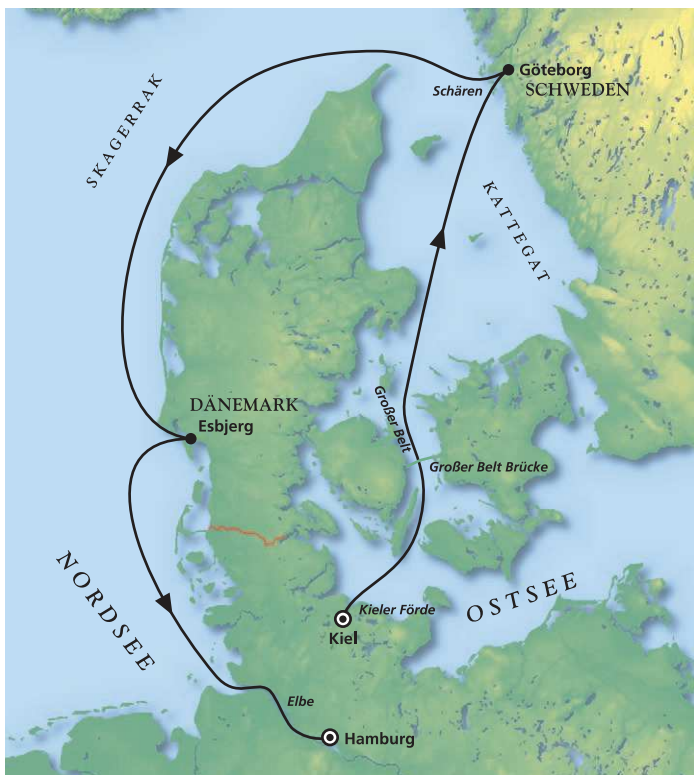 Göteborg
SCHWEDEN
Schären
SKAGERRAK
KATTEGAT
DÄNEMARK
Esbjerg
Großer Belt
Großer Belt Brücke
NORDSEE
OSTSEE
Kieler Förde
Kiel
Elbe
Hamburg